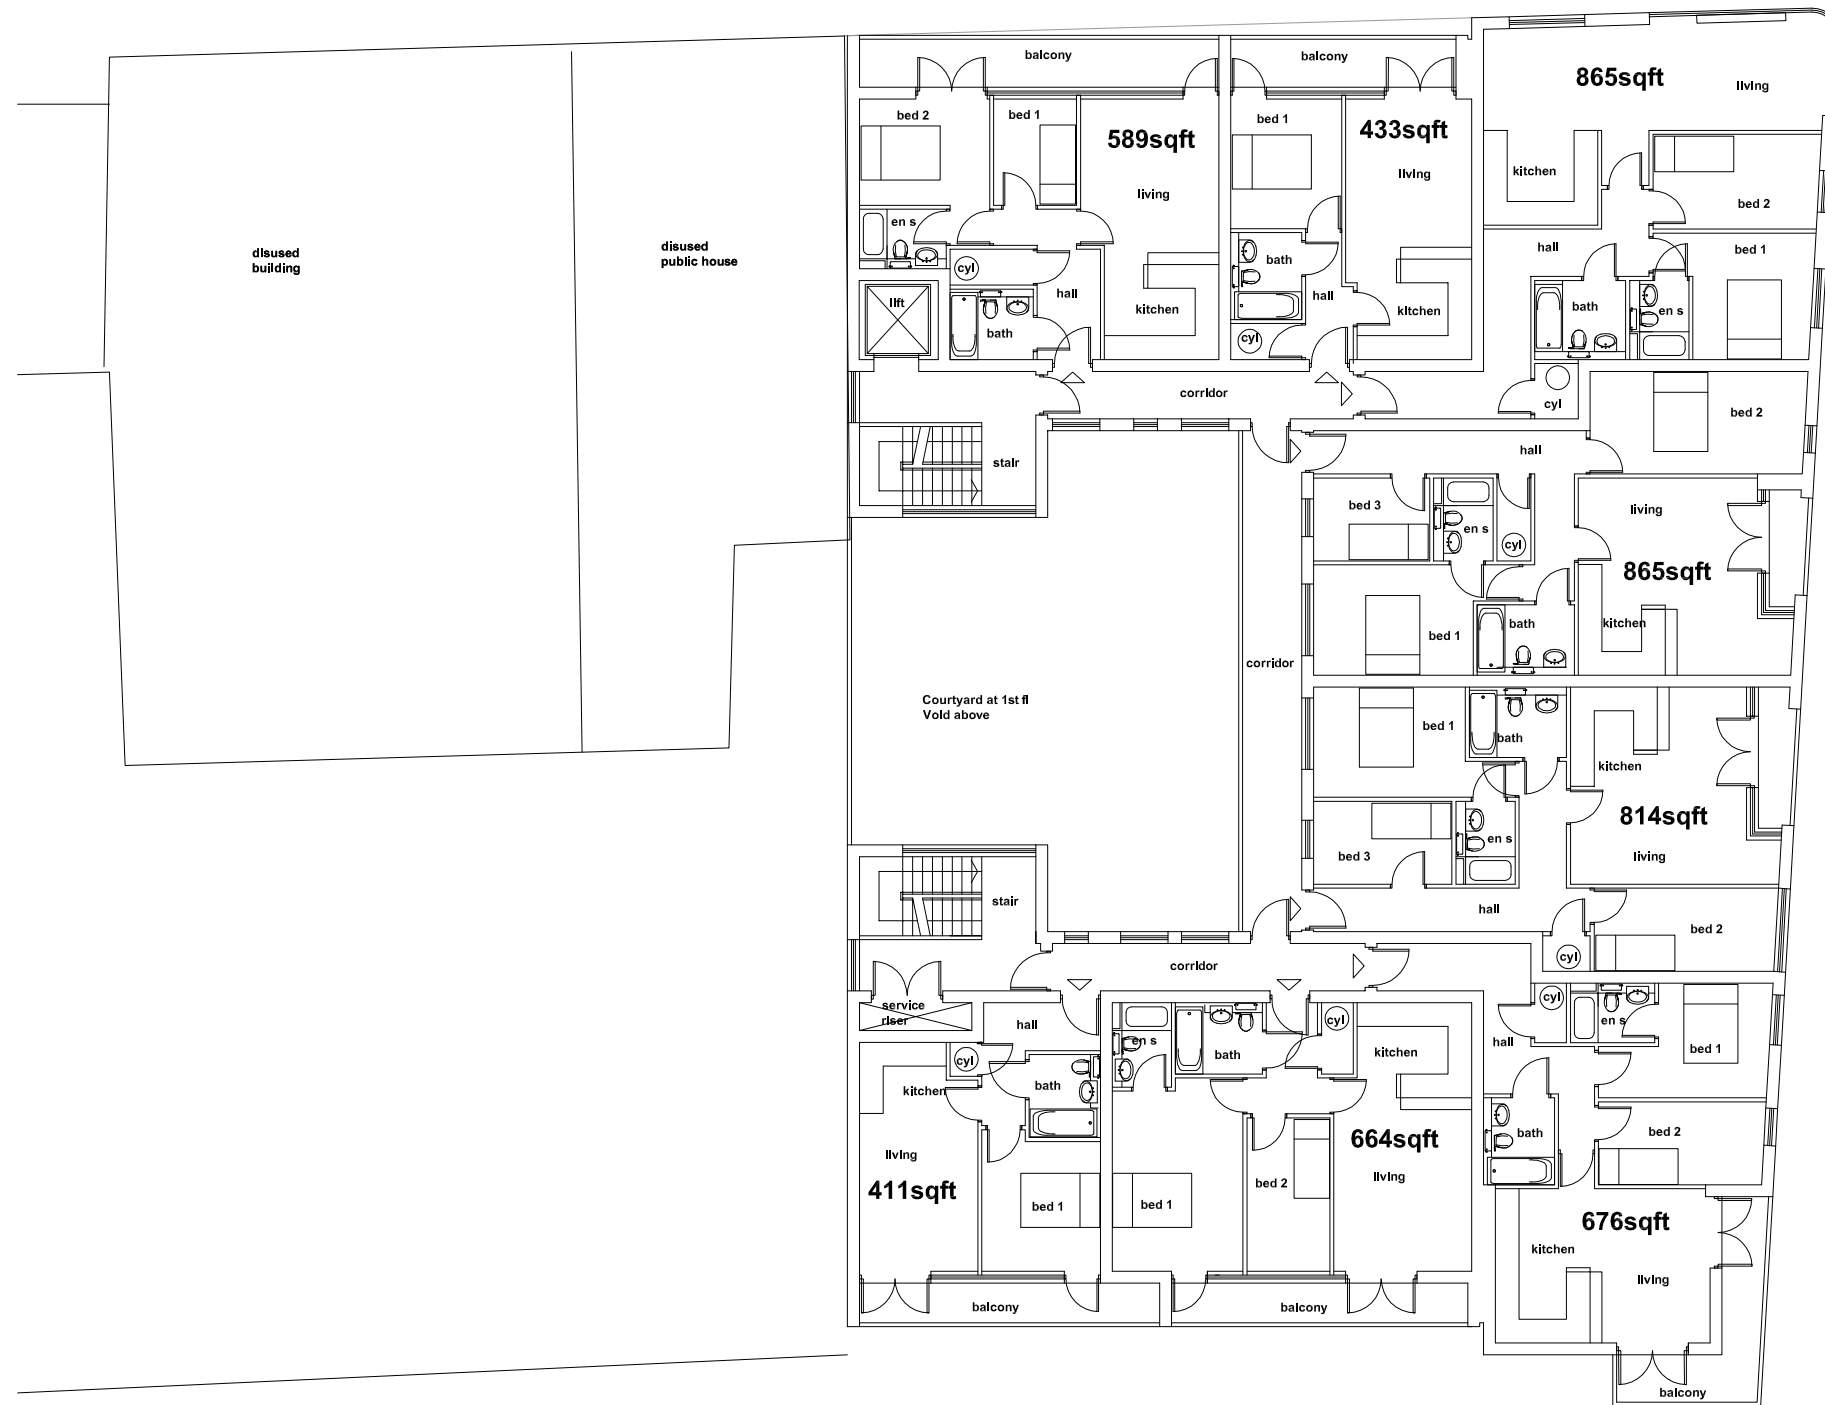 balcony
balcony
865sqft
living
bed 2
bed 1
589sqft
living
bed 1
433sqft
living
kitchen
bed 2
en s
cyl
lift
hall
bath
kitchen
bath
hall
cyl
kitchen
hall
bed 1
bath
en s
disused
building
disused
public house
corridor
cyl
bed 2
stair
hall
bed 3
en s
cyl
living
865sqft
bed 1
bath
kitchen
corridor
Courtyard at 1st fl
Void above
bed 1
bath
kitchen
814sqft
en s
bed 3
living
stair
hall
bed 2
cyl
corridor
service
riser
hall
cyl
kitchen
bath
living
411sqft
bed 1
balcony
en s
bath
cyl
kitchen
664sqft
living
bed 1
bed 2
balcony
cyl
en s
hall
bed 1
bath
bed 2
676sqft
kitchen
living
balcony